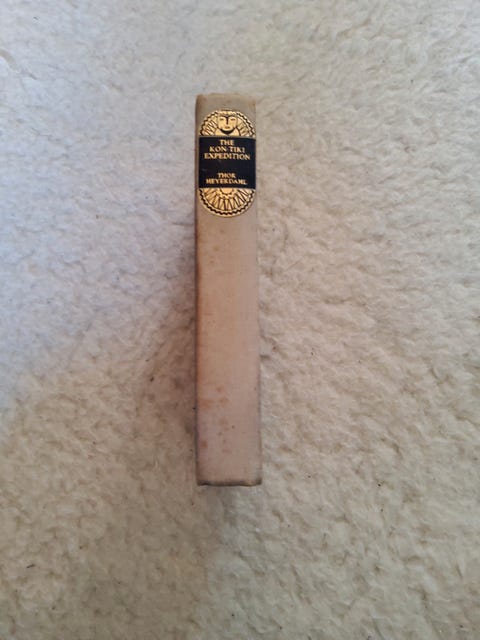 THE
KON-TIKI
EXPEDITION
THOR
HEYERDAHL